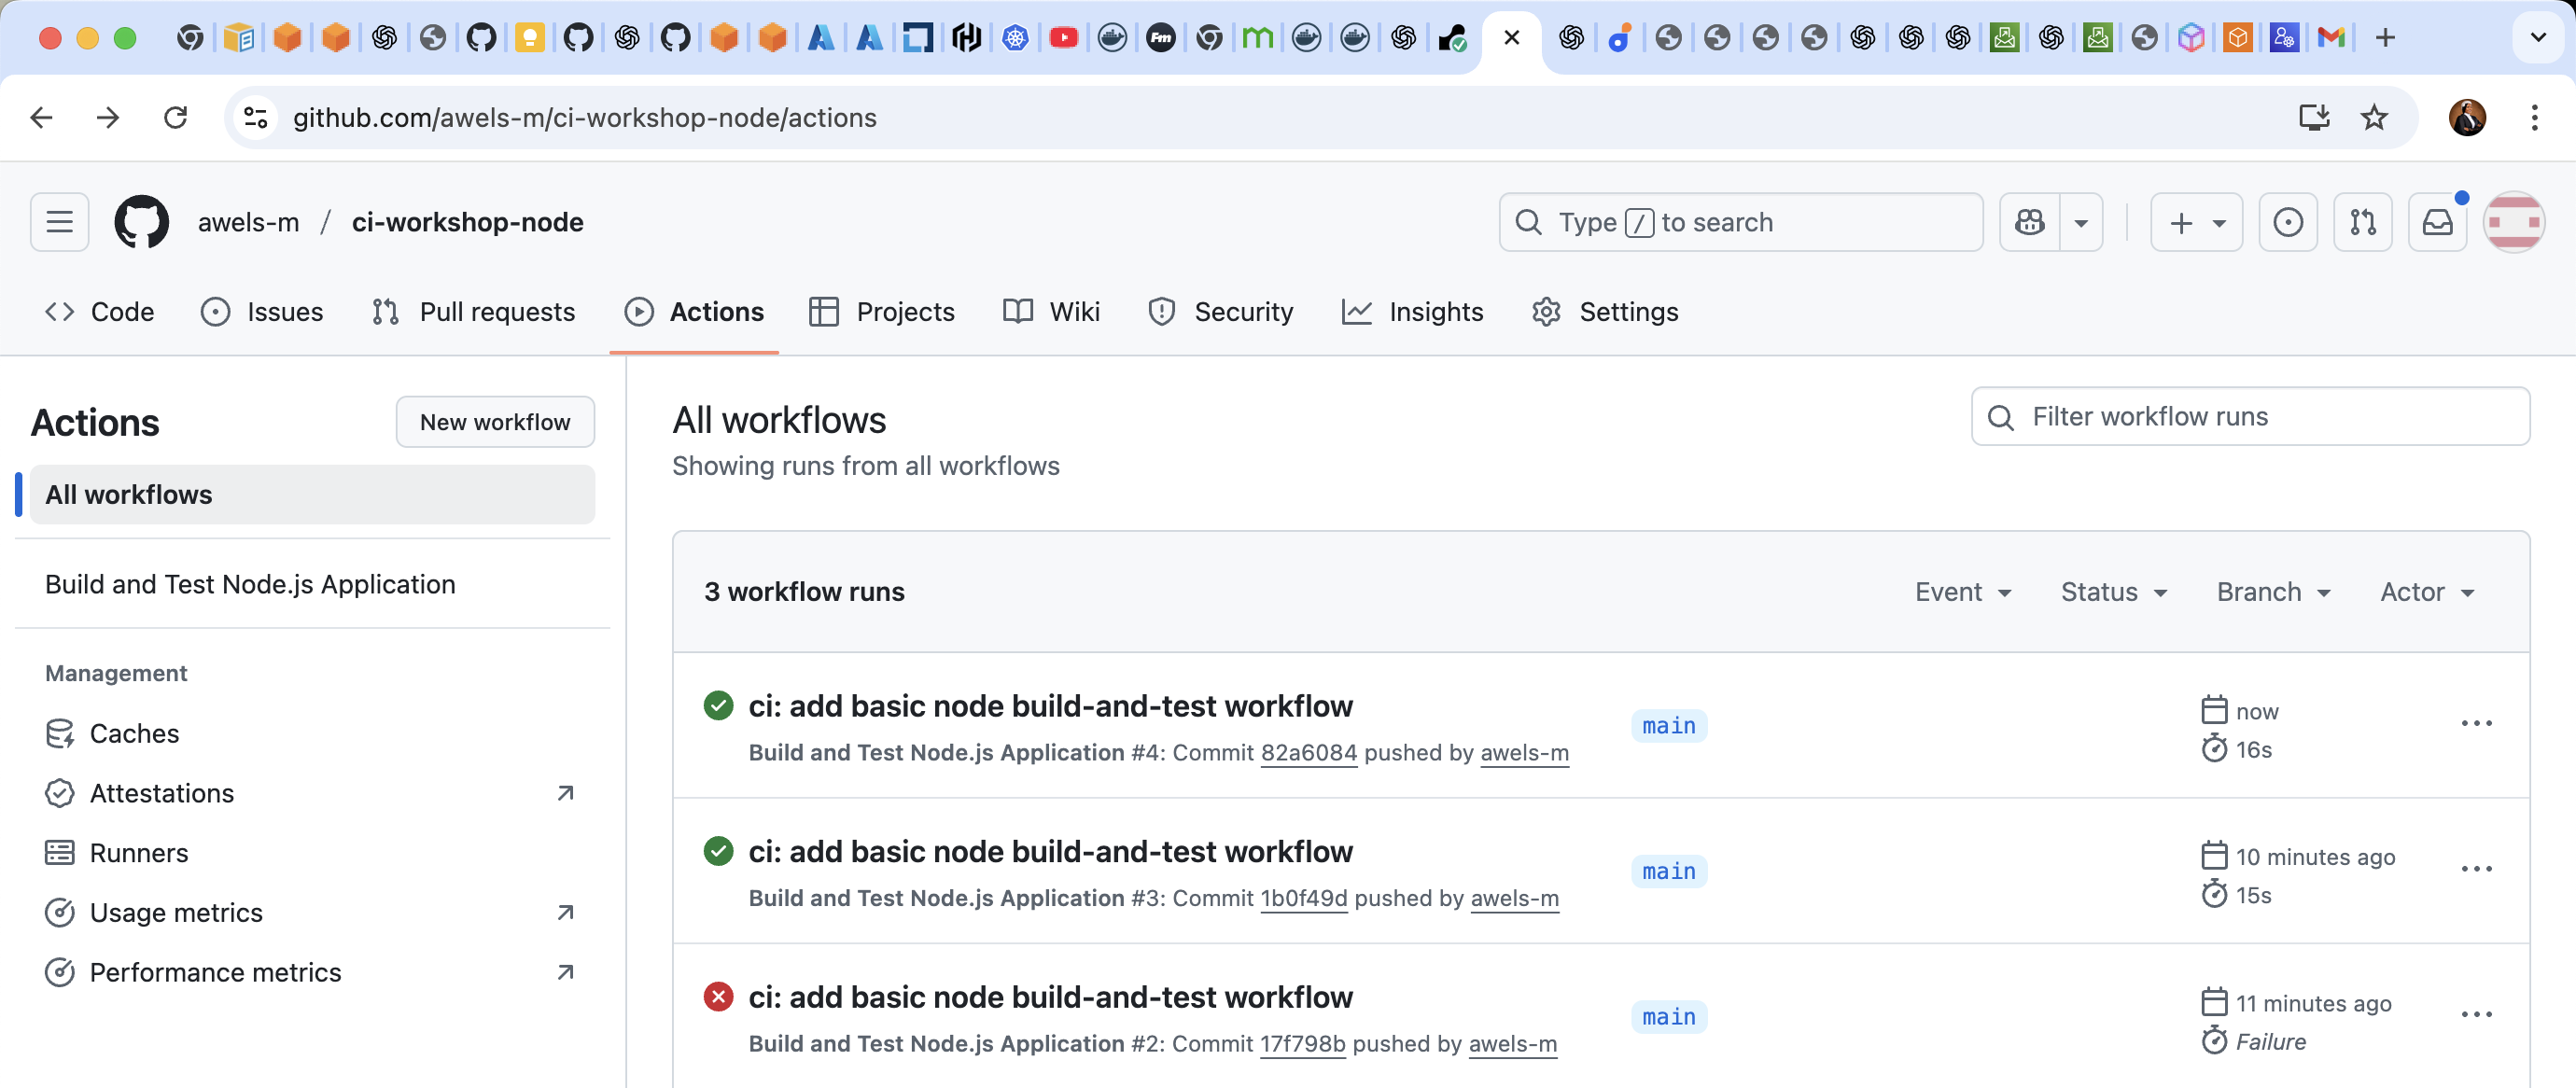 github.com/awels-m/ci-workshop-node/actions
awels-m / ci-workshop-node
Type / to search
Code Issues Pull requests Actions Projects Wiki Security Insights Settings
Actions
New workflow
All workflows
Build and Test Node.js Application
Management
Caches
Attestations
Runners
Usage metrics
Performance metrics
All workflows
Showing runs from all workflows
Filter workflow runs
3 workflow runs
Event Status Branch Actor
ci: add basic node build-and-test workflow
Build and Test Node.js Application #4: Commit 82a6084 pushed by awels-m
main
now
16s
ci: add basic node build-and-test workflow
Build and Test Node.js Application #3: Commit 1b0f49d pushed by awels-m
main
10 minutes ago
15s
ci: add basic node build-and-test workflow
Build and Test Node.js Application #2: Commit 17f798b pushed by awels-m
main
11 minutes ago
Failure